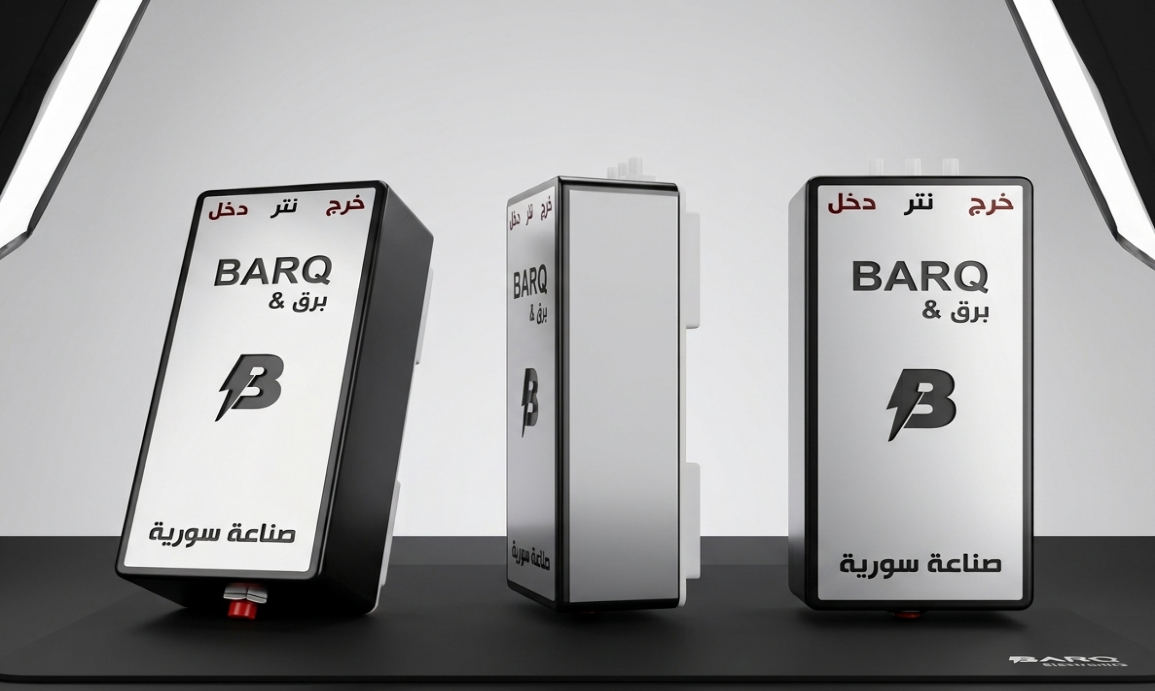 دخل نتر خرج
BARQ
& برق
B
صناعة سورية
دخل نتر خرج
BARQ
& برق
B
صناعة سورية
دخل نتر خرج
BARQ
& برق
B
صناعة سورية
BARQ
Electronics